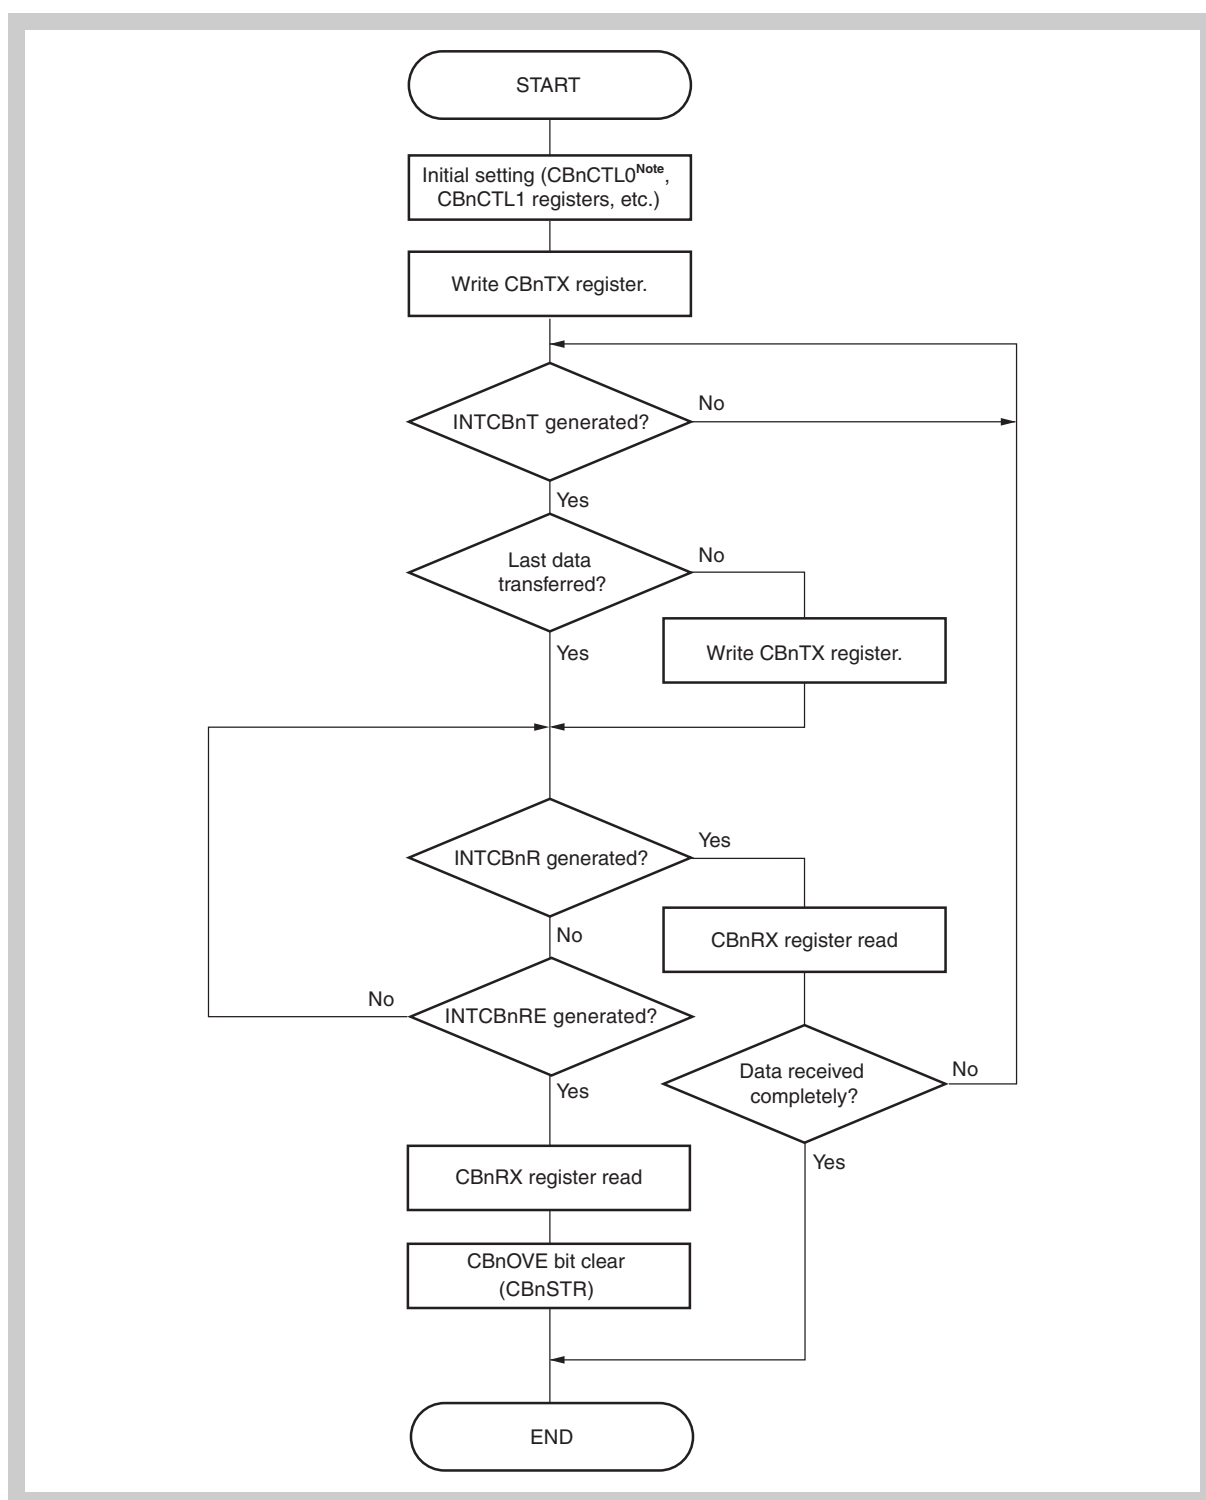 START
Initial setting (CBnCTL0Note,
CBnCTL1 registers, etc.)
Write CBnTX register.
INTCBnT generated?
No
Yes
Last data
transferred?
No
Write CBnTX register.
Yes
INTCBnR generated?
Yes
CBnRX register read
No
INTCBnRE generated?
No
Data received
completely?
No
Yes
Yes
CBnRX register read
CBnOVE bit clear
(CBnSTR)
END